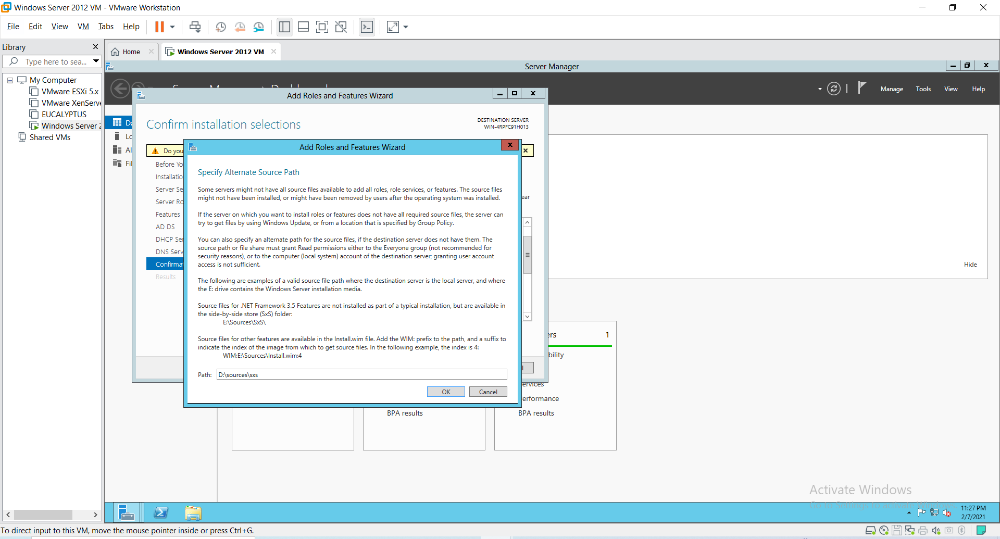 Windows Server 2012 VM - VMware Workstation
File Edit View VM Tabs Help
Library
Type here to sea...
My Computer
VMware ESXi 5.x
VMware XenServe
EUCALYPTUS
Windows Server 2
Shared VMs
Home
Windows Server 2012 VM
Server Manager
Manage Tools View Help
Add Roles and Features Wizard
Confirm installation selections
DESTINATION SERVER
WIN-4RPFC91H013
Do you
Before Yo
Installatio
Server Se
Server Ro
Features
AD DS
DHCP Ser
DNS Serv
Confirma
Results
ear
Add Roles and Features Wizard
Specify Alternate Source Path
Some servers might not have all source files available to add all roles, role services, or features. The source files
might not have been installed, or might have been removed by users after the operating system was installed.
If the server on which you want to install roles or features does not have all required source files, the server can
try to get files by using Windows Update, or from a location that is specified by Group Policy.
You can also specify an alternate path for the source files, if the destination server does not have them. The
source path or file share must grant Read permissions either to the Everyone group (not recommended for
security reasons), or to the computer (local system) account of the destination server; granting user account
access is not sufficient.
The following are examples of a valid source file path where the destination server is the local server, and where
the E: drive contains the Windows Server installation media.
Source files for .NET Framework 3.5 Features are not installed as part of a typical installation, but are available in
the side-by-side store (SxS) folder:
E:\Sources\SxS\
Source files for other features are available in the Install.wim file. Add the WIM: prefix to the path, and a suffix to
indicate the index of the image from which to get source files. In the following example, the index is 4:
WIM:E:\Sources\Install.wim:4
Path: D:\sources\sxs
OK Cancel
Hide
ers 1
bility
ervices
erformance
BPA results
BPA results
Activate Windows
Go to Settings to activate Windows.
11:27 PM
2/7/2021
To direct input to this VM, move the mouse pointer inside or press Ctrl+G.